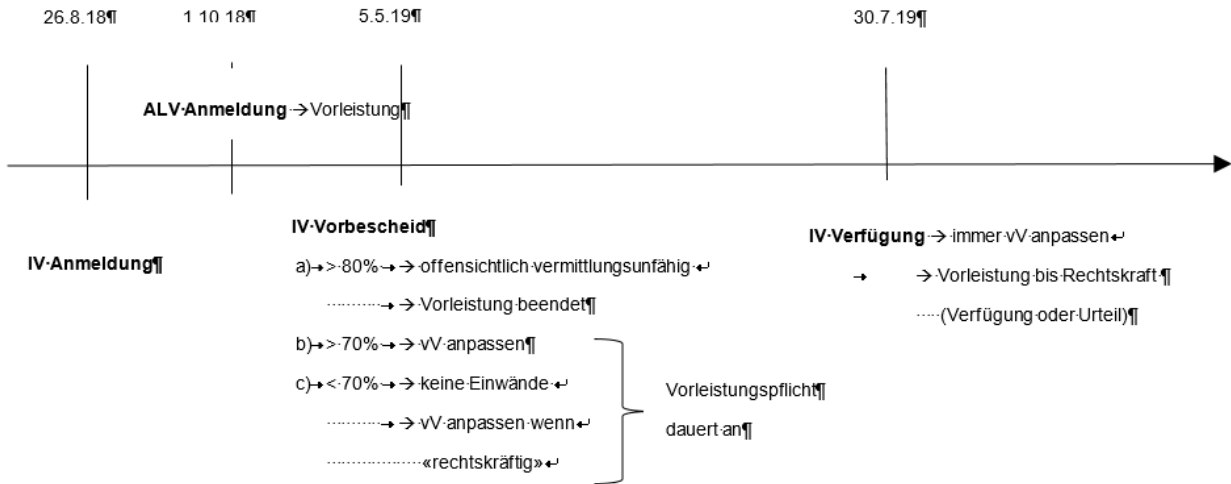 26.8.18¶
1.10.18¶
5.5.19¶
30.7.19¶
ALV·Anmeldung·→Vorleistung¶
IV·Anmeldung¶
IV·Vorbescheid¶
a)→>·80%·→→·offensichtlich·vermittlungsunfähig·↵
··········→→·Vorleistung·beendet¶
b)→>·70%·→→·vV·anpassen¶
c)→<·70%·→→·keine·Einwände·↵
··········→→·vV·anpassen·wenn↵
··················«rechtskräftig»↵
Vorleistungspflicht¶
dauert·an¶
IV·Verfügung·→·immer·vV·anpassen↵
→ →·Vorleistung·bis·Rechtskraft·¶
·····(Verfügung·oder·Urteil)¶